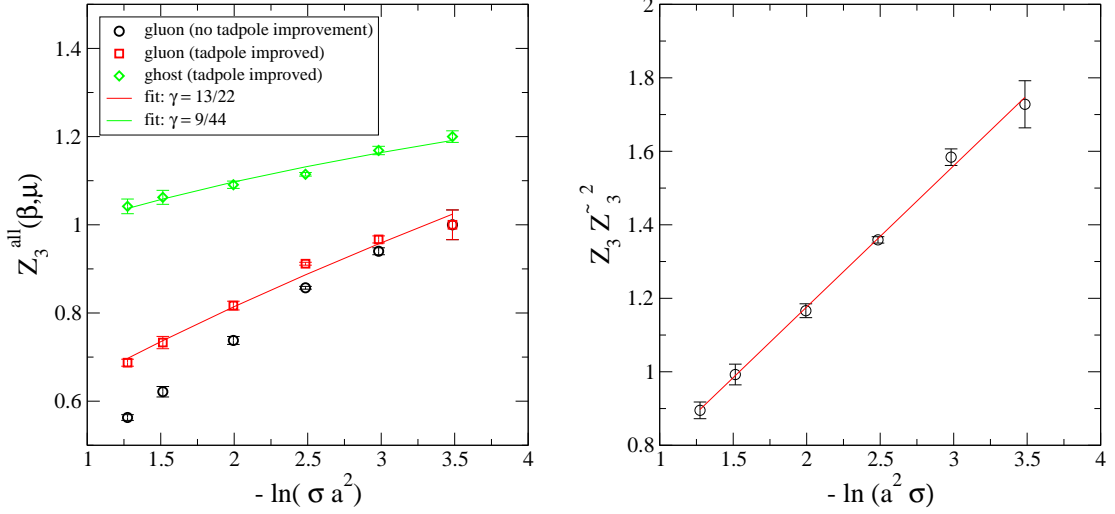 gluon (no tadpole improvement)
gluon (tadpole improved)
ghost (tadpole improved)
fit: γ = 13/22
fit: γ = 9/44
Z₃ᵃˡˡ(β,μ)
1.4
1.2
1
0.8
0.6
1 1.5 2 2.5 3 3.5 4
- ln( σ a²)
Z₃ Z̃₃²
2
1.8
1.6
1.4
1.2
1
0.8
1 1.5 2 2.5 3 3.5 4
- ln (a² σ)